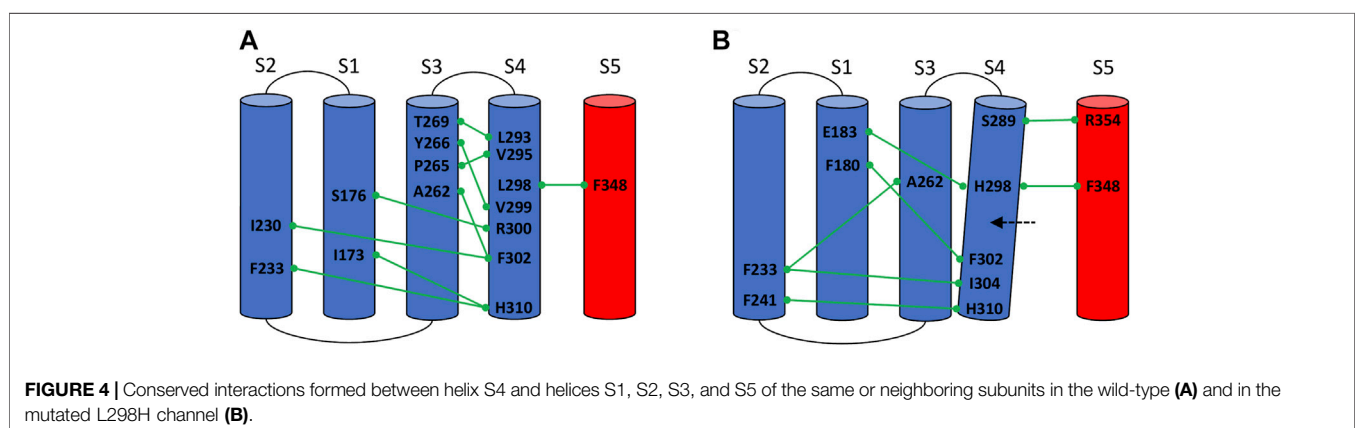 A
S2
S1
S3
S4
S5
T269
Y266
P265
A262
L293
V295
L298
V299
R300
F302
H310
F348
S176
I173
I230
F233
B
S2
S1
S3
S4
S5
E183
F180
A262
S289
H298
F302
I304
H310
R354
F348
F233
F241
FIGURE 4 | Conserved interactions formed between helix S4 and helices S1, S2, S3, and S5 of the same or neighboring subunits in the wild-type (A) and in the
mutated L298H channel (B).